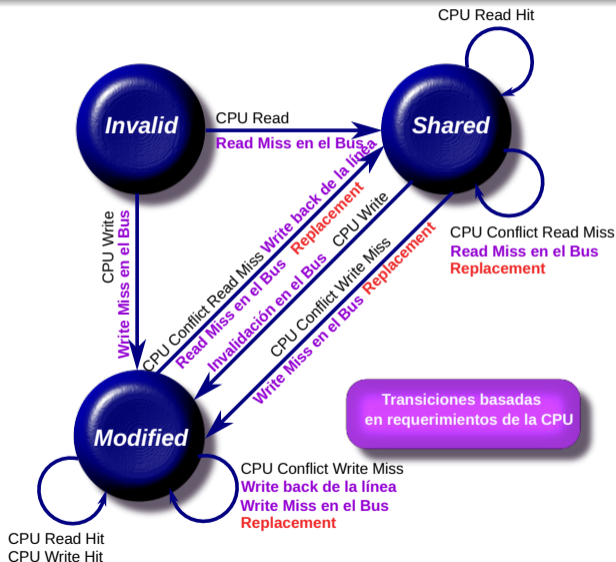 CPU Read Hit
Invalid
Shared
CPU Read
Read Miss en el Bus
CPU Write
Write Miss en el Bus
CPU Conflict Read Miss Write back de la línea
Read Miss en el Bus Replacement
CPU Write
Invalidación en el Bus
CPU Conflict Write Miss
Write Miss en el Bus Replacement
CPU Conflict Read Miss
Read Miss en el Bus
Replacement
Transiciones basadas
en requerimientos de la CPU
Modified
CPU Conflict Write Miss
Write back de la línea
Write Miss en el Bus
Replacement
CPU Read Hit
CPU Write Hit